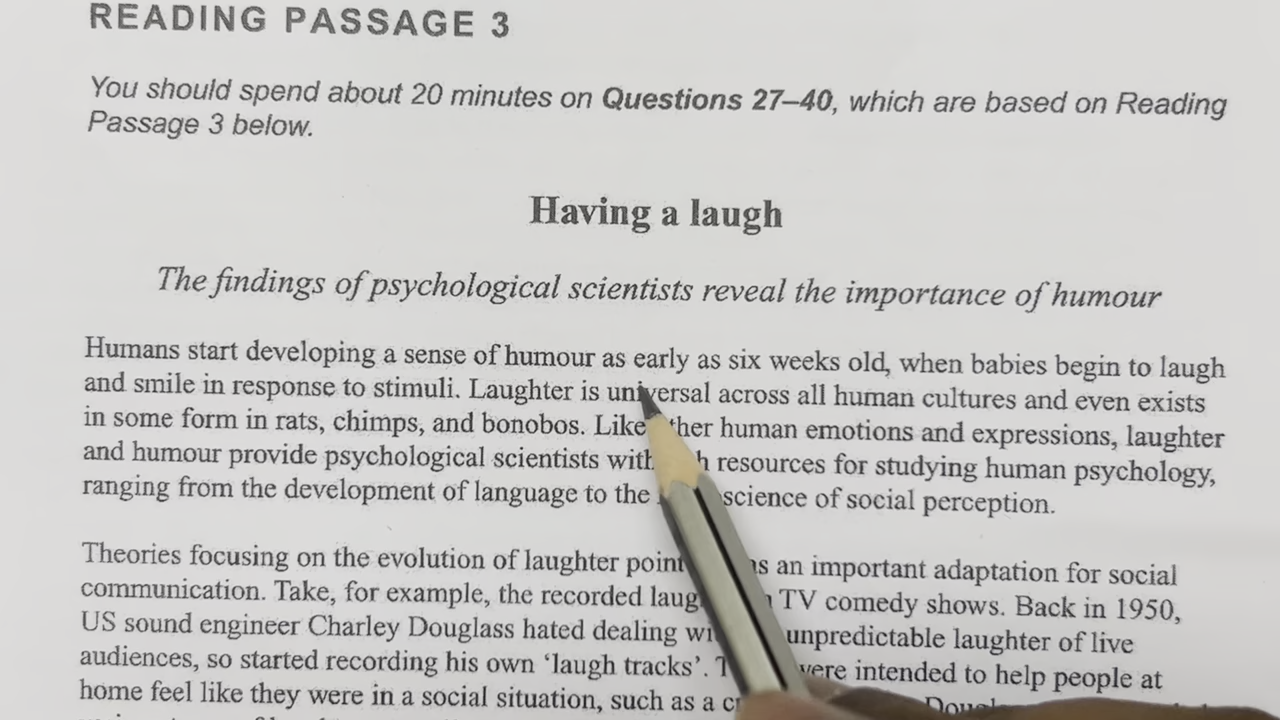 READING PASSAGE 3
You should spend about 20 minutes on Questions 27–40, which are based on Reading
Passage 3 below.
Having a laugh
The findings of psychological scientists reveal the importance of humour
Humans start developing a sense of humour as early as six weeks old, when babies begin to laugh
and smile in response to stimuli. Laughter is universal across all human cultures and even exists
in some form in rats, chimps, and bonobos. Like other human emotions and expressions, laughter
and humour provide psychological scientists with resources for studying human psychology,
ranging from the development of language to the science of social perception.
Theories focusing on the evolution of laughter point as an important adaptation for social
communication. Take, for example, the recorded TV comedy shows. Back in 1950,
US sound engineer Charley Douglass hated dealing unpredictable laughter of live
audiences, so started recording his own ‘laugh tracks’. were intended to help people at
home feel like they were in a social situation, such as a